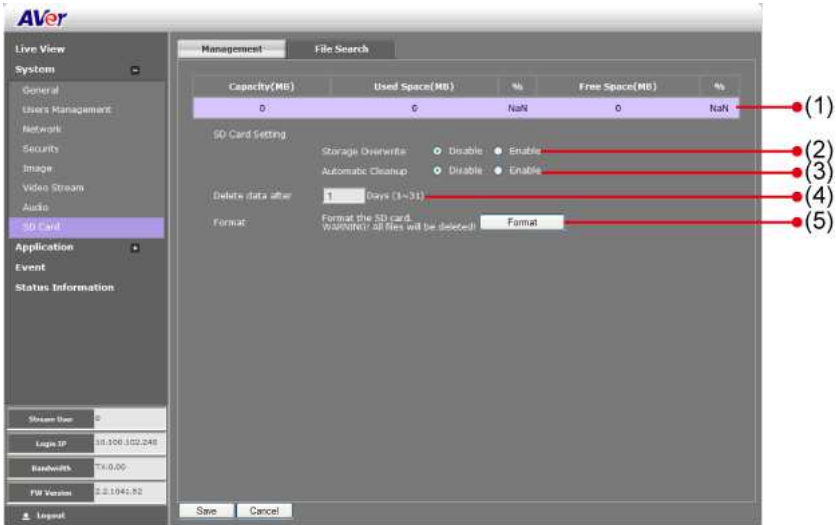 AVer
Live View
System
General
Users Management
Network
Security
Image
Video Stream
Audio
SD Card
Application
Event
Status Information
Stream User 0
Login IP 10.100.102.240
Bandwidth TX:0.00
FW Version 2.2.1041.52
Logout
Management File Search
Capacity(MB) Used Space(MB) % Free Space(MB) %
0 0 NaN 0 NaN
(1)
SD Card Setting
Storage Overwrite Disable Enable
(2)
Automatic Cleanup Disable Enable
(3)
Delete data after 1 Days (1~31)
(4)
Format Format the SD card.
WARNING! All files will be deleted! Format
(5)
Save Cancel